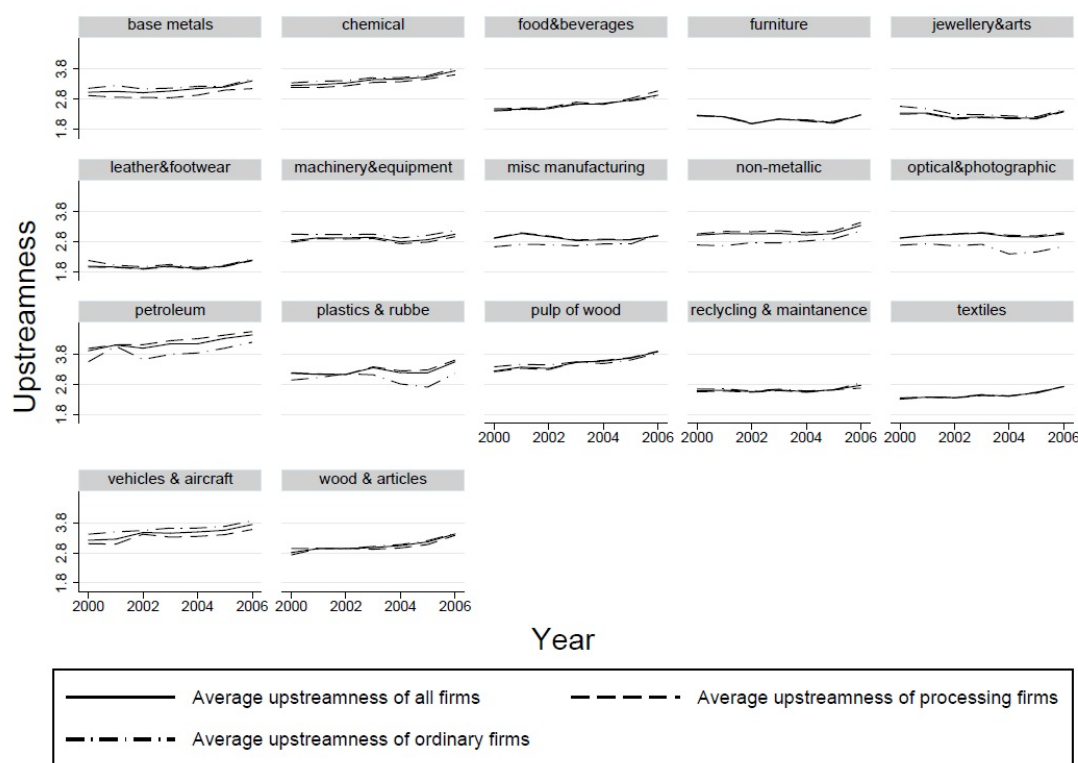 base metals chemical food&beverages furniture jewellery&arts
3.8
2.8
1.8
leather&footwear machinery&equipment misc manufacturing non-metallic optical&photographic
3.8
2.8
1.8
petroleum plastics & rubbe pulp of wood reclycling & maintanence textiles
3.8
2.8
1.8
2000 2002 2004 2006 2000 2002 2004 2006 2000 2002 2004 2006
vehicles & aircraft wood & articles
3.8
2.8
1.8
2000 2002 2004 2006 2000 2002 2004 2006
Upstreamness
Year
Average upstreamness of all firms Average upstreamness of processing firms
Average upstreamness of ordinary firms